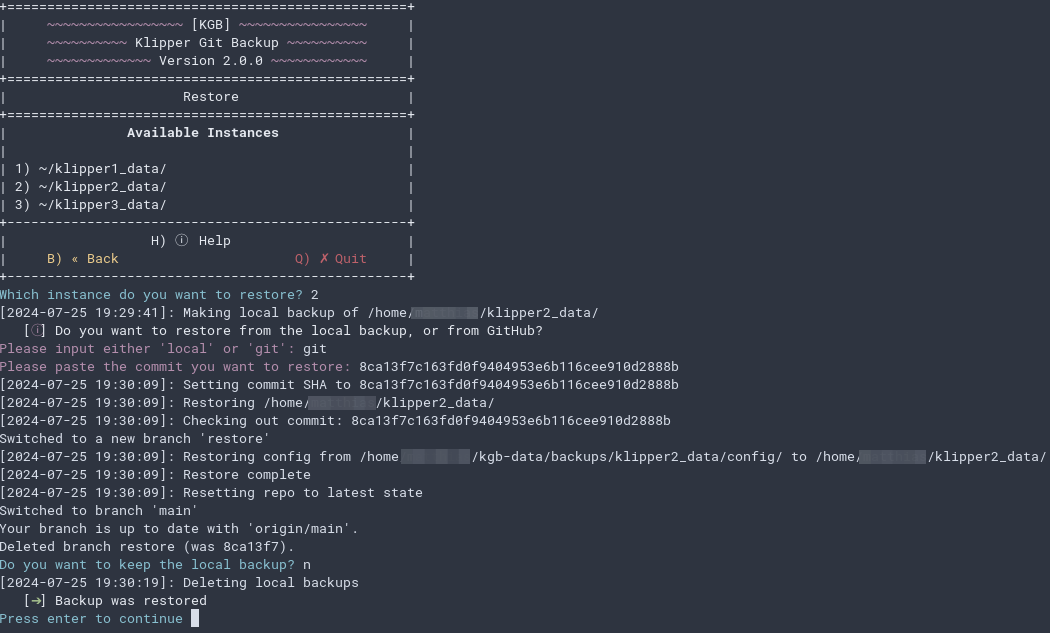 +==================================================+
| ~~~~~~~~~~~~~~~~~ [KGB] ~~~~~~~~~~~~~~~~ |
| ~~~~~~~~~~ Klipper Git Backup ~~~~~~~~~~ |
| ~~~~~~~~~~~~~ Version 2.0.0 ~~~~~~~~~~~~ |
+==================================================+
| Restore |
+==================================================+
| Available Instances |
| |
| 1) ~/klipper1_data/ |
| 2) ~/klipper2_data/ |
| 3) ~/klipper3_data/ |
+--------------------------------------------------+
| H) ⓘ Help |
| B) « Back Q) ✗ Quit |
+--------------------------------------------------+
Which instance do you want to restore? 2
[2024-07-25 19:29:41]: Making local backup of /home/ /klipper2_data/
[ⓘ] Do you want to restore from the local backup, or from GitHub?
Please input either 'local' or 'git': git
Please paste the commit you want to restore: 8ca13f7c163fd0f9404953e6b116cee910d2888b
[2024-07-25 19:30:09]: Setting commit SHA to 8ca13f7c163fd0f9404953e6b116cee910d2888b
[2024-07-25 19:30:09]: Restoring /home/ /klipper2_data/
[2024-07-25 19:30:09]: Checking out commit: 8ca13f7c163fd0f9404953e6b116cee910d2888b
Switched to a new branch 'restore'
[2024-07-25 19:30:09]: Restoring config from /home /kgb-data/backups/klipper2_data/config/ to /home/ /klipper2_data/
[2024-07-25 19:30:09]: Restore complete
[2024-07-25 19:30:09]: Resetting repo to latest state
Switched to branch 'main'
Your branch is up to date with 'origin/main'.
Deleted branch restore (was 8ca13f7).
Do you want to keep the local backup? n
[2024-07-25 19:30:19]: Deleting local backups
[➔] Backup was restored
Press enter to continue